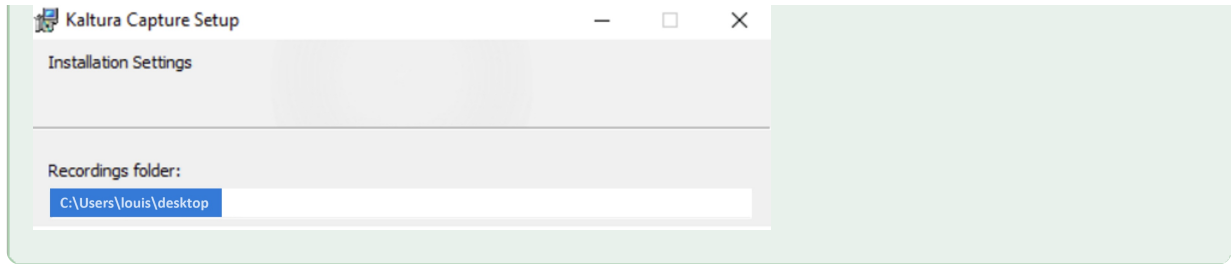 Kaltura Capture Setup
Installation Settings
Recordings folder:
C:\Users\louis\desktop